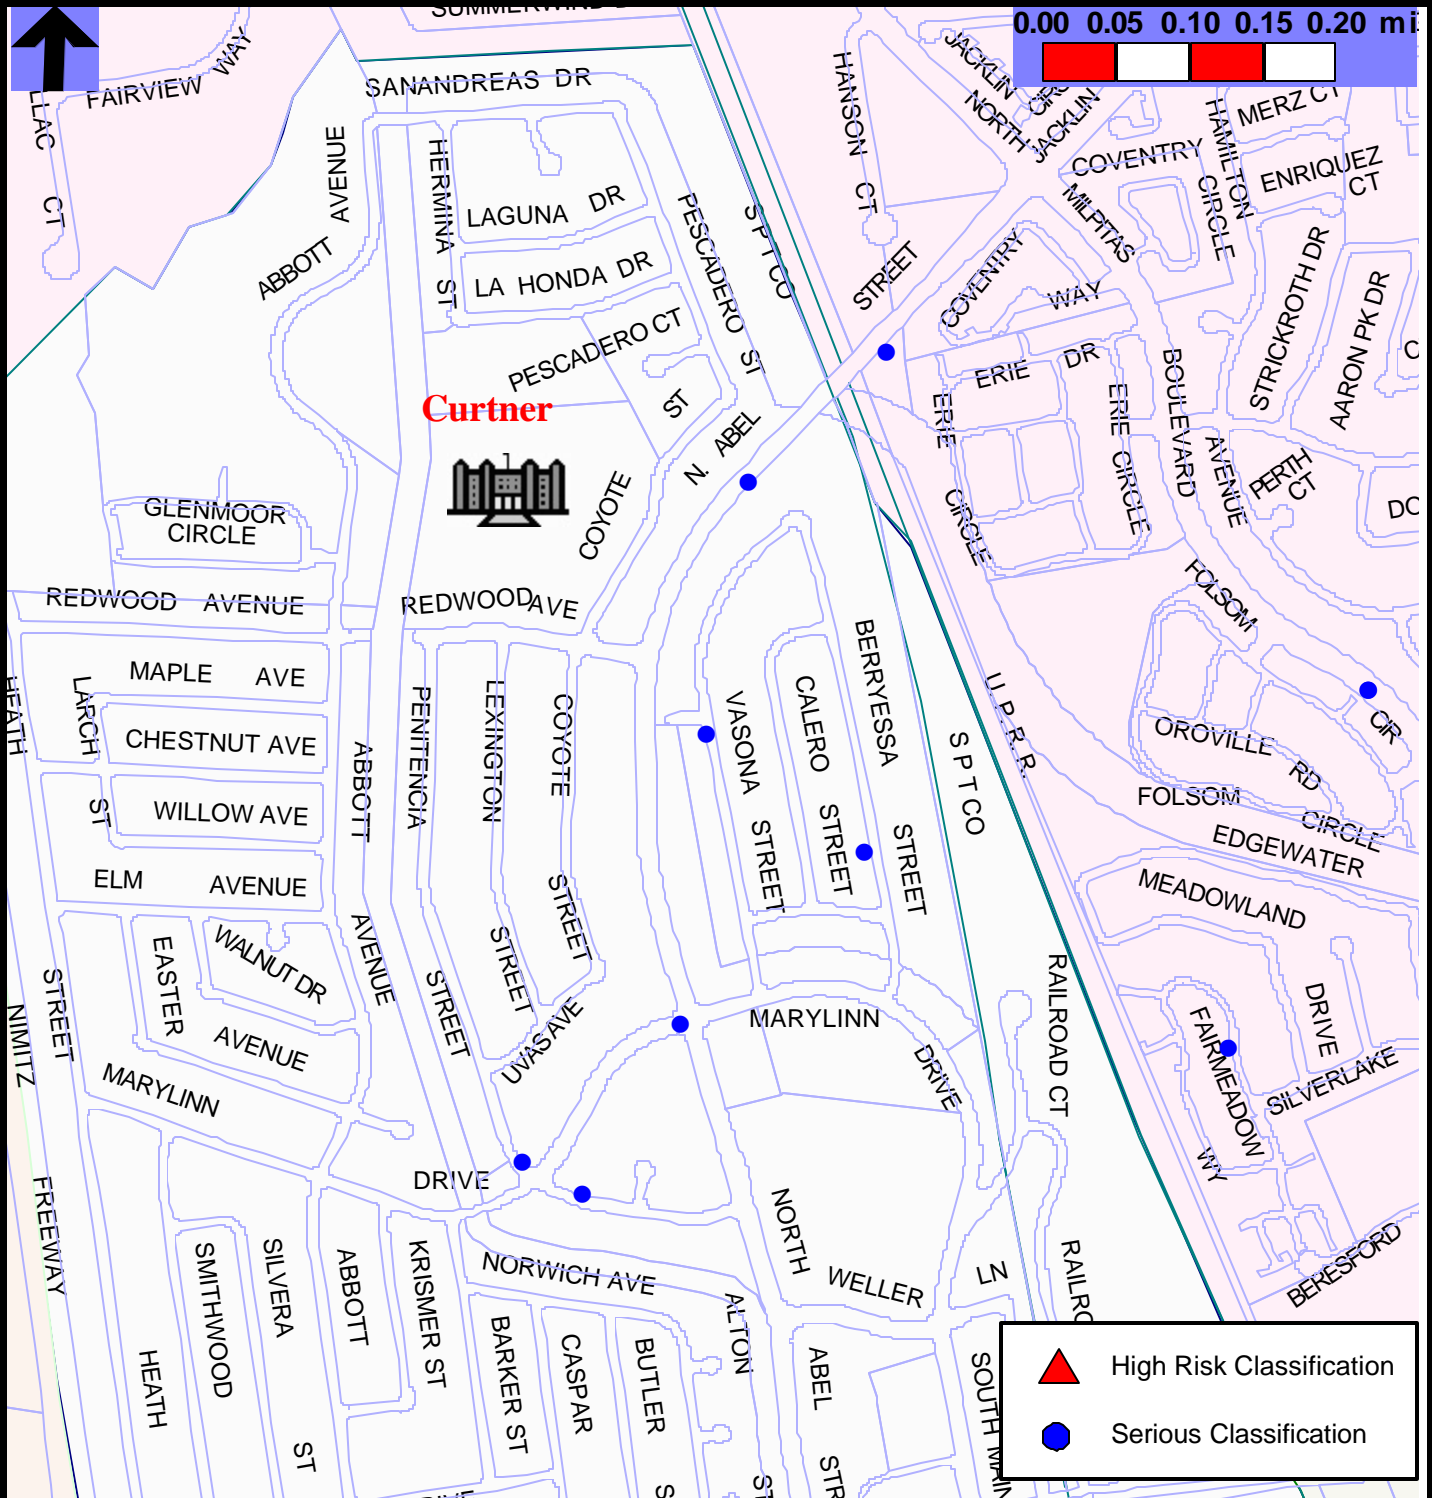 0.00 0.05 0.10 0.15 0.20 mi
FAIRVIEW WAY
SANANDREAS DR
HANSON CT
JACKLIN
NORTH JACKLIN
HAMILTON
MERZ CT
COVENTRY
CIRCLE
ENRIQUEZ CT
CT
ABBOTT AVENUE
HERMINA ST
LAGUNA DR
LA HONDA DR
PESCADERO ST
S P T CO
MILPITAS
STREET
COVENTRY
WAY
STRICKROTH DR
AARON PK DR
PESCADERO CT
ST
Curtner
ERIE DR
BOULEVARD
ERIE CIRCLE
ERIE CIRCLE
N. ABEL
COYOTE
AVENUE
PERTH CT
GLENMOOR CIRCLE
REDWOOD AVENUE
REDWOOD AVE
FOLSOM
CIR
MAPLE AVE
HEATH
LARCH ST
CHESTNUT AVE
WILLOW AVE
ELM AVENUE
ABBOTT AVENUE
PENITENCIA STREET
LEXINGTON STREET
COYOTE STREET
VASONA STREET
CALERO STREET
BERRYESSA STREET
S P T CO
U. P. R. R.
OROVILLE RD
FOLSOM CIRCLE
EDGEWATER
MEADOWLAND DRIVE
EASTER AVENUE
WALNUT DR
STREET
NIMITZ FREEWAY
MARYLINN
DRIVE
UVAS AVE
MARYLINN DRIVE
RAILROAD CT
FAIRMEADOW WY
SILVERLAKE
BERESFORD
SMITHWOOD
SILVERA ST
HEATH
ABBOTT
KRISMER ST
NORWICH AVE
BARKER ST
CASPAR
BUTLER
ALTON
ST
NORTH
ABEL
WELLER LN
SOUTH MAIN
High Risk Classification
Serious Classification